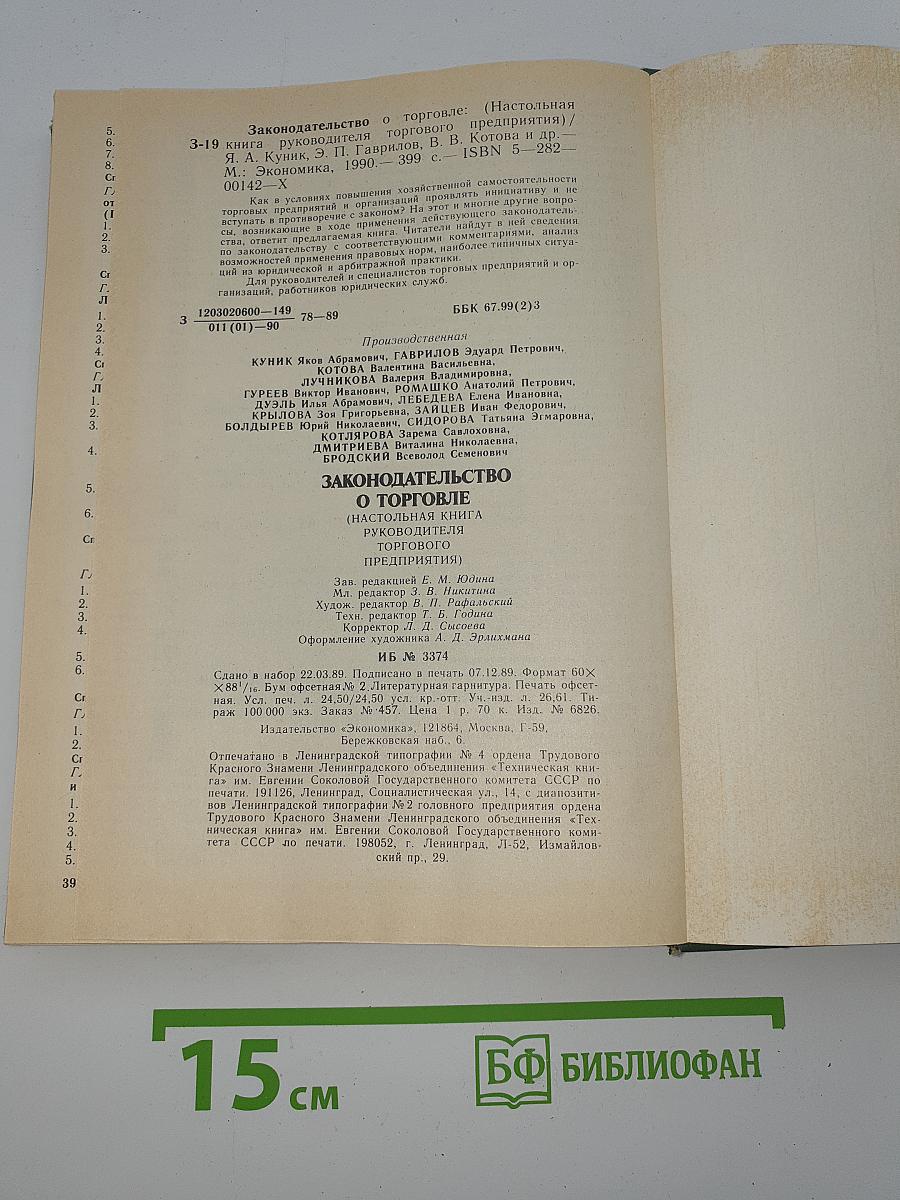 Законодательство о торговле: (Настольная
З-19 книга руководителя торгового предприятия)/
Я. А. Куник, Э. П. Гаврилов, В. В. Котова и др.—
М.: Экономика, 1990.— 399 с.— ISBN 5—282—
00142—X
Как в условиях повышения хозяйственной самостоятельности
торговых предприятий и организаций проявлять инициативу и не
вступать в противоречие с законом? На этот и многие другие вопро-
сы, возникающие в ходе применения действующего законодатель-
ства, ответит предлагаемая книга. Читатели найдут в ней сведения
по законодательству с соответствующими комментариями, анализ
возможностей применения правовых норм, наиболее типичных ситуа-
ций из юридической и арбитражной практики.
Для руководителей и специалистов торговых предприятий и ор-
ганизаций, работников юридических служб.
З 1203020600—149
011(01)—90 78—89
ББК 67.99(2)3
Производственная
КУНИК Яков Абрамович, ГАВРИЛОВ Эдуард Петрович,
КОТОВА Валентина Васильевна,
ЛУЧНИКОВА Валерия Владимировна,
ГУРЕЕВ Виктор Иванович, РОМАШКО Анатолий Петрович,
ДУЭЛЬ Илья Абрамович, ЛЕБЕДЕВА Елена Ивановна,
КРЫЛОВА Зоя Григорьевна, ЗАЙЦЕВ Иван Федорович,
БОЛДЫРЕВ Юрий Николаевич, СИДОРОВА Татьяна Эгмаровна,
КОТЛЯРОВА Зарема Савлоховна,
ДМИТРИЕВА Виталина Николаевна,
БРОДСКИЙ Всеволод Семенович
ЗАКОНОДАТЕЛЬСТВО
О ТОРГОВЛЕ
(НАСТОЛЬНАЯ КНИГА
РУКОВОДИТЕЛЯ
ТОРГОВОГО
ПРЕДПРИЯТИЯ)
Зав. редакцией Е. М. Юдина
Мл. редактор З. В. Никитина
Худож. редактор В. П. Рафальский
Техн. редактор Т. Б. Година
Корректор Л. Д. Сысоева
Оформление художника А. Д. Эрлихмана
ИБ № 3374
Сдано в набор 22.03.89. Подписано в печать 07.12.89. Формат 60×
×88¹/₁₆. Бум офсетная № 2. Литературная гарнитура. Печать офсет-
ная. Усл. печ. л. 24,50/24,50 усл. кр.-отт. Уч.-изд. л. 26,61. Ти-
раж 100 000 экз. Заказ № 457. Цена 1 р. 70 к. Изд. № 6826.
Издательство «Экономика», 121864, Москва, Г-59,
Бережковская наб., 6.
Отпечатано в Ленинградской типографии № 4 ордена Трудового
Красного Знамени Ленинградского объединения «Техническая кни-
га» им. Евгении Соколовой Государственного комитета СССР по
печати. 191126, Ленинград, Социалистическая ул., 14, с диапозити-
вов Ленинградской типографии № 2 головного предприятия ордена
Трудового Красного Знамени Ленинградского объединения «Тех-
ническая книга» им. Евгении Соколовой Государственного коми-
тета СССР по печати. 198052, г. Ленинград, Л-52, Измайлов-
ский пр., 29.
39
15 см
БФ БИБЛИОФАН